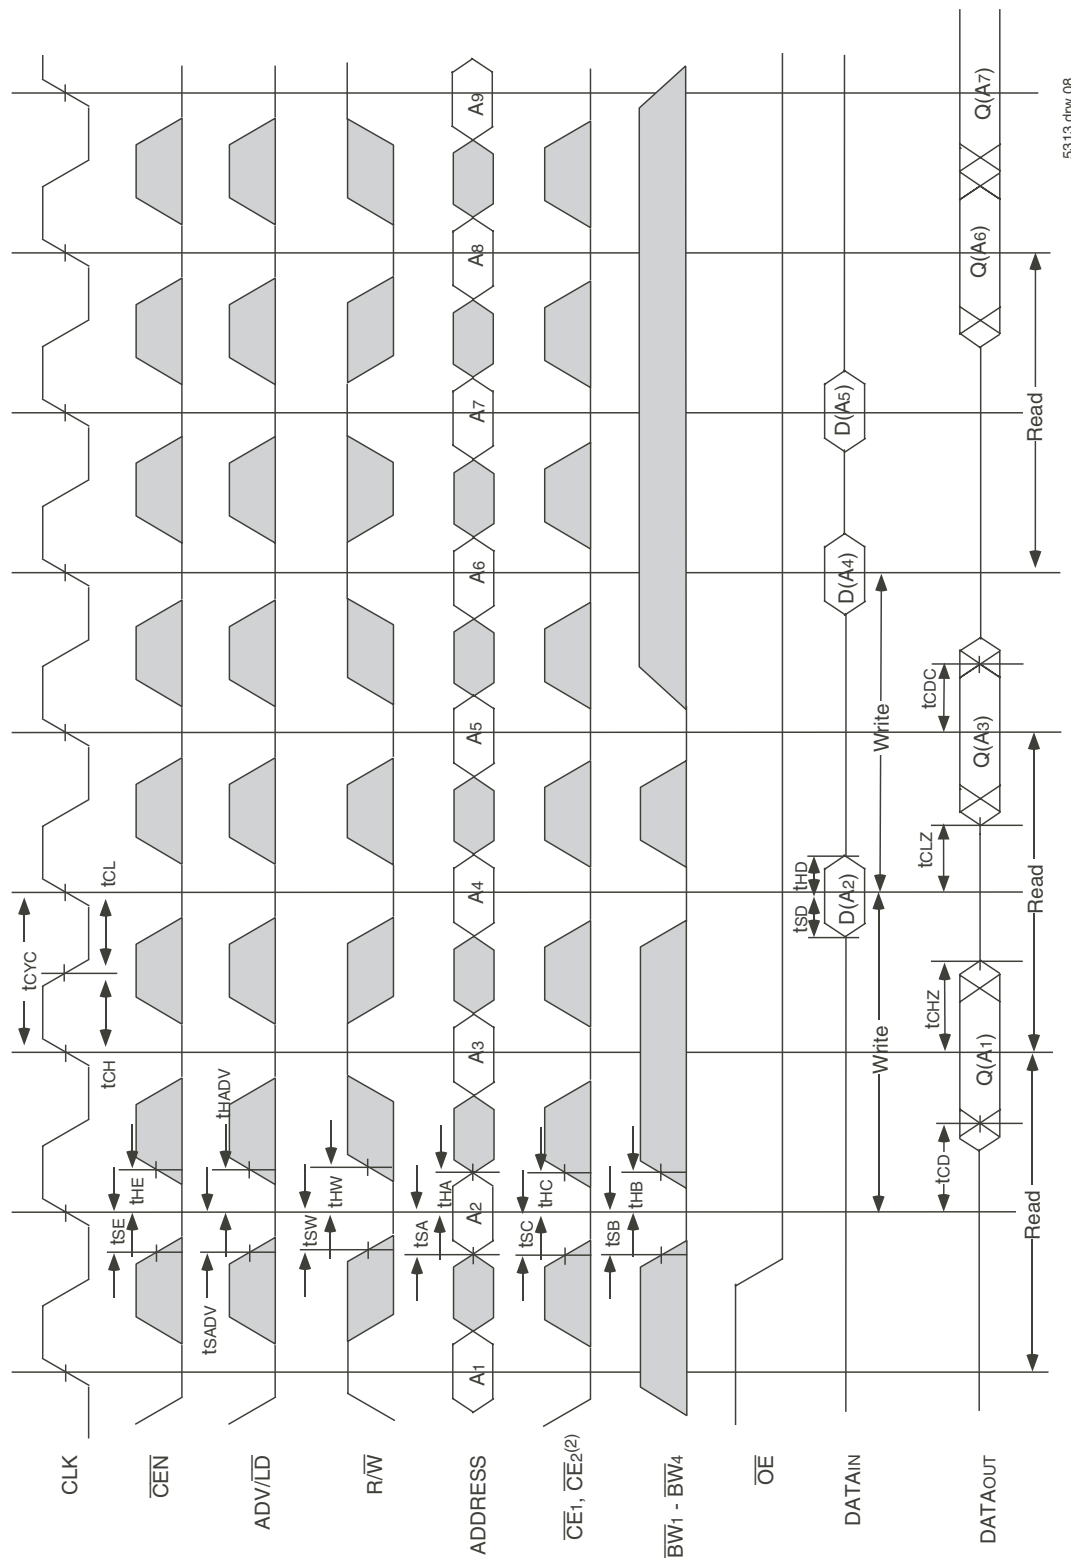 CLK
tCYC
tCH
tCL
CEN
tSE
tHE
ADV/LD
tSADV
tHADV
R/W
tSW
tHW
ADDRESS
A1
A2
A3
A4
A5
A6
A7
A8
A9
tSA
tHA
CE1, CE2(2)
tSC
tHC
BW1 - BW4
tSB
tHB
OE
DATAIN
tSD
tHD
D(A2)
D(A4)
D(A5)
Write
Write
DATAOUT
tCD
tCHZ
tCLZ
tCDC
Q(A1)
Q(A3)
Q(A6)
Q(A7)
Read
Read
Read
5313 drw 08